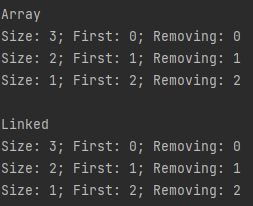 Array
Size: 3; First: 0; Removing: 0
Size: 2; First: 1; Removing: 1
Size: 1; First: 2; Removing: 2

Linked
Size: 3; First: 0; Removing: 0
Size: 2; First: 1; Removing: 1
Size: 1; First: 2; Removing: 2